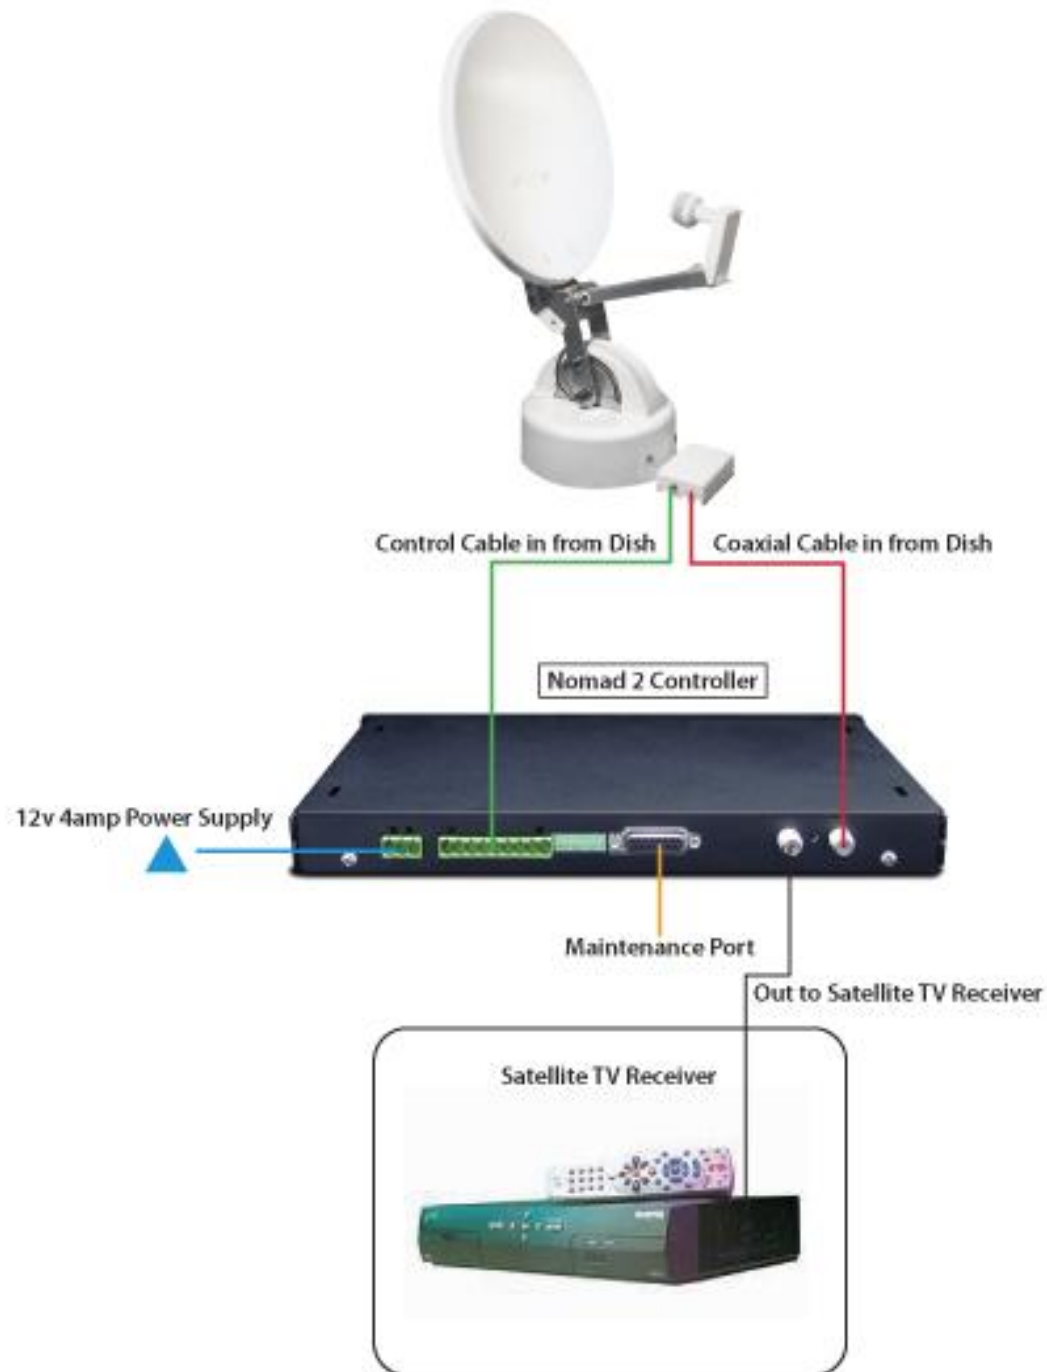 Control Cable in from Dish
Coaxial Cable in from Dish
Nomad 2 Controller
12v 4amp Power Supply
Maintenance Port
Out to Satellite TV Receiver
Satellite TV Receiver